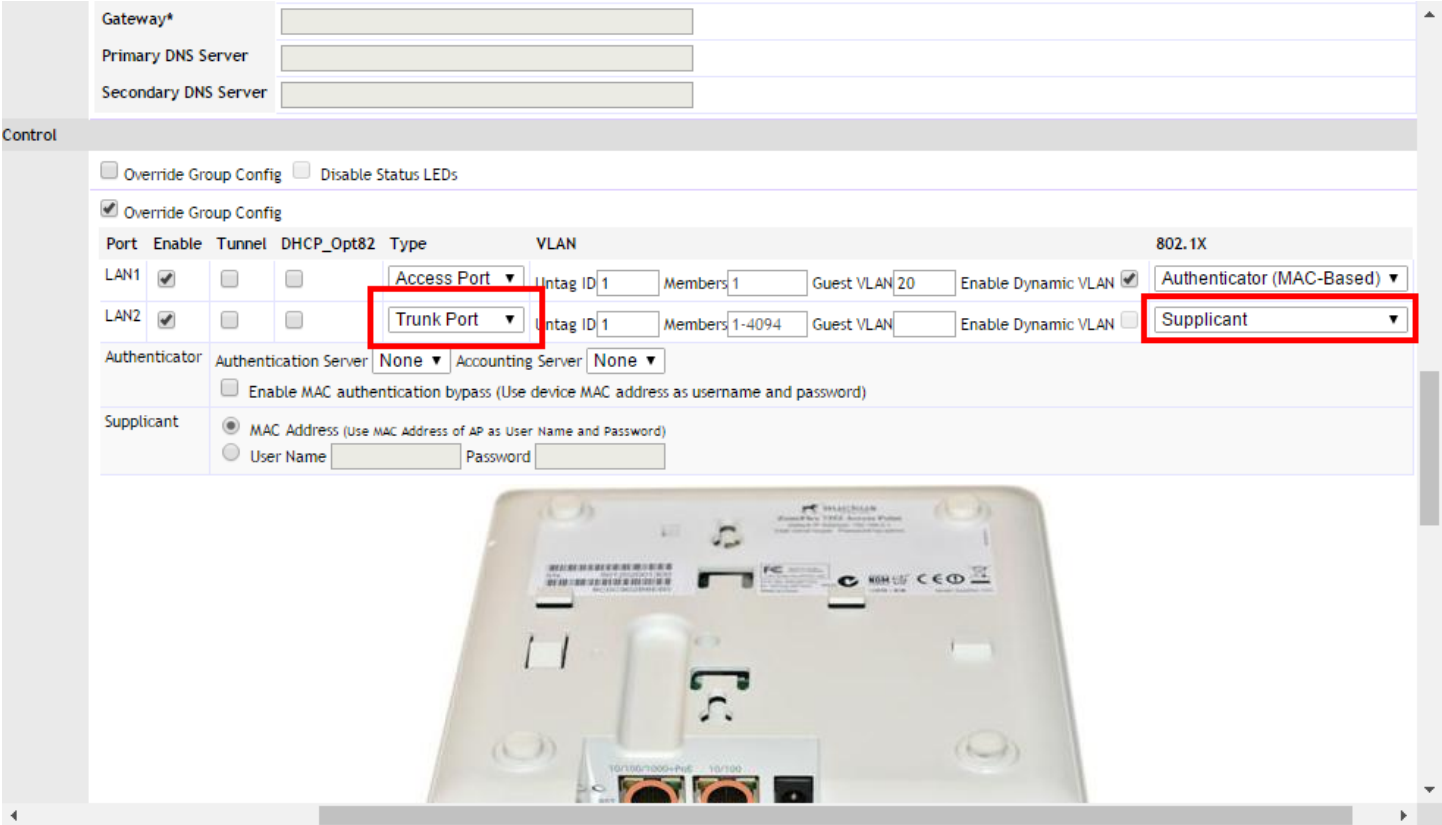 Gateway*
Primary DNS Server
Secondary DNS Server
Control
Override Group Config Disable Status LEDs
Override Group Config
Port Enable Tunnel DHCP_Opt82 Type VLAN 802.1X
LAN1 Access Port Untag ID 1 Members 1 Guest VLAN 20 Enable Dynamic VLAN Authenticator (MAC-Based)
LAN2 Trunk Port Untag ID 1 Members 1-4094 Guest VLAN Enable Dynamic VLAN Supplicant
Authenticator Authentication Server None Accounting Server None
Enable MAC authentication bypass (Use device MAC address as username and password)
Supplicant MAC Address (Use MAC Address of AP as User Name and Password)
User Name Password
FC
CE
10/100/1000+PoE 10/100